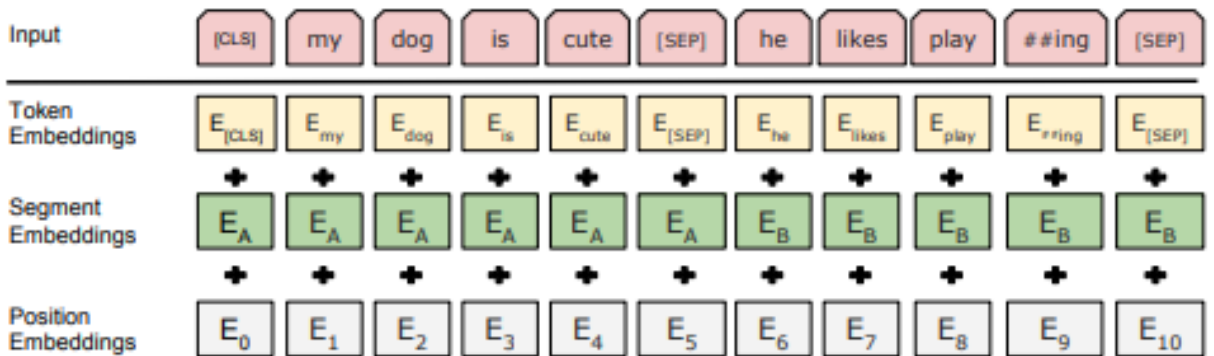 Input [CLS] my dog is cute [SEP] he likes play ##ing [SEP]
Token Embeddings E[CLS] Emy Edog Eis Ecute E[SEP] Ehe Elikes Eplay E##ing E[SEP]
+ + + + + + + + + + +
Segment Embeddings EA EA EA EA EA EA EB EB EB EB EB
+ + + + + + + + + + +
Position Embeddings E0 E1 E2 E3 E4 E5 E6 E7 E8 E9 E10